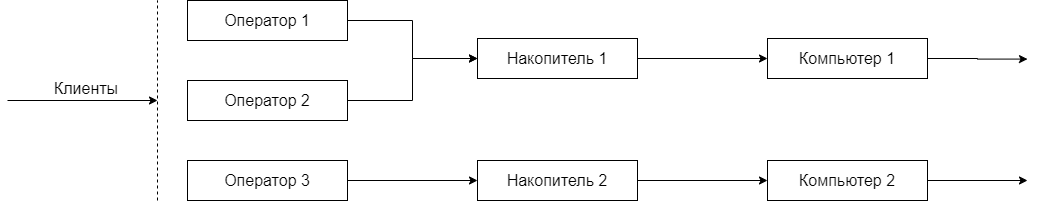 Оператор 1
Накопитель 1
Компьютер 1
Клиенты
Оператор 2
Оператор 3
Накопитель 2
Компьютер 2